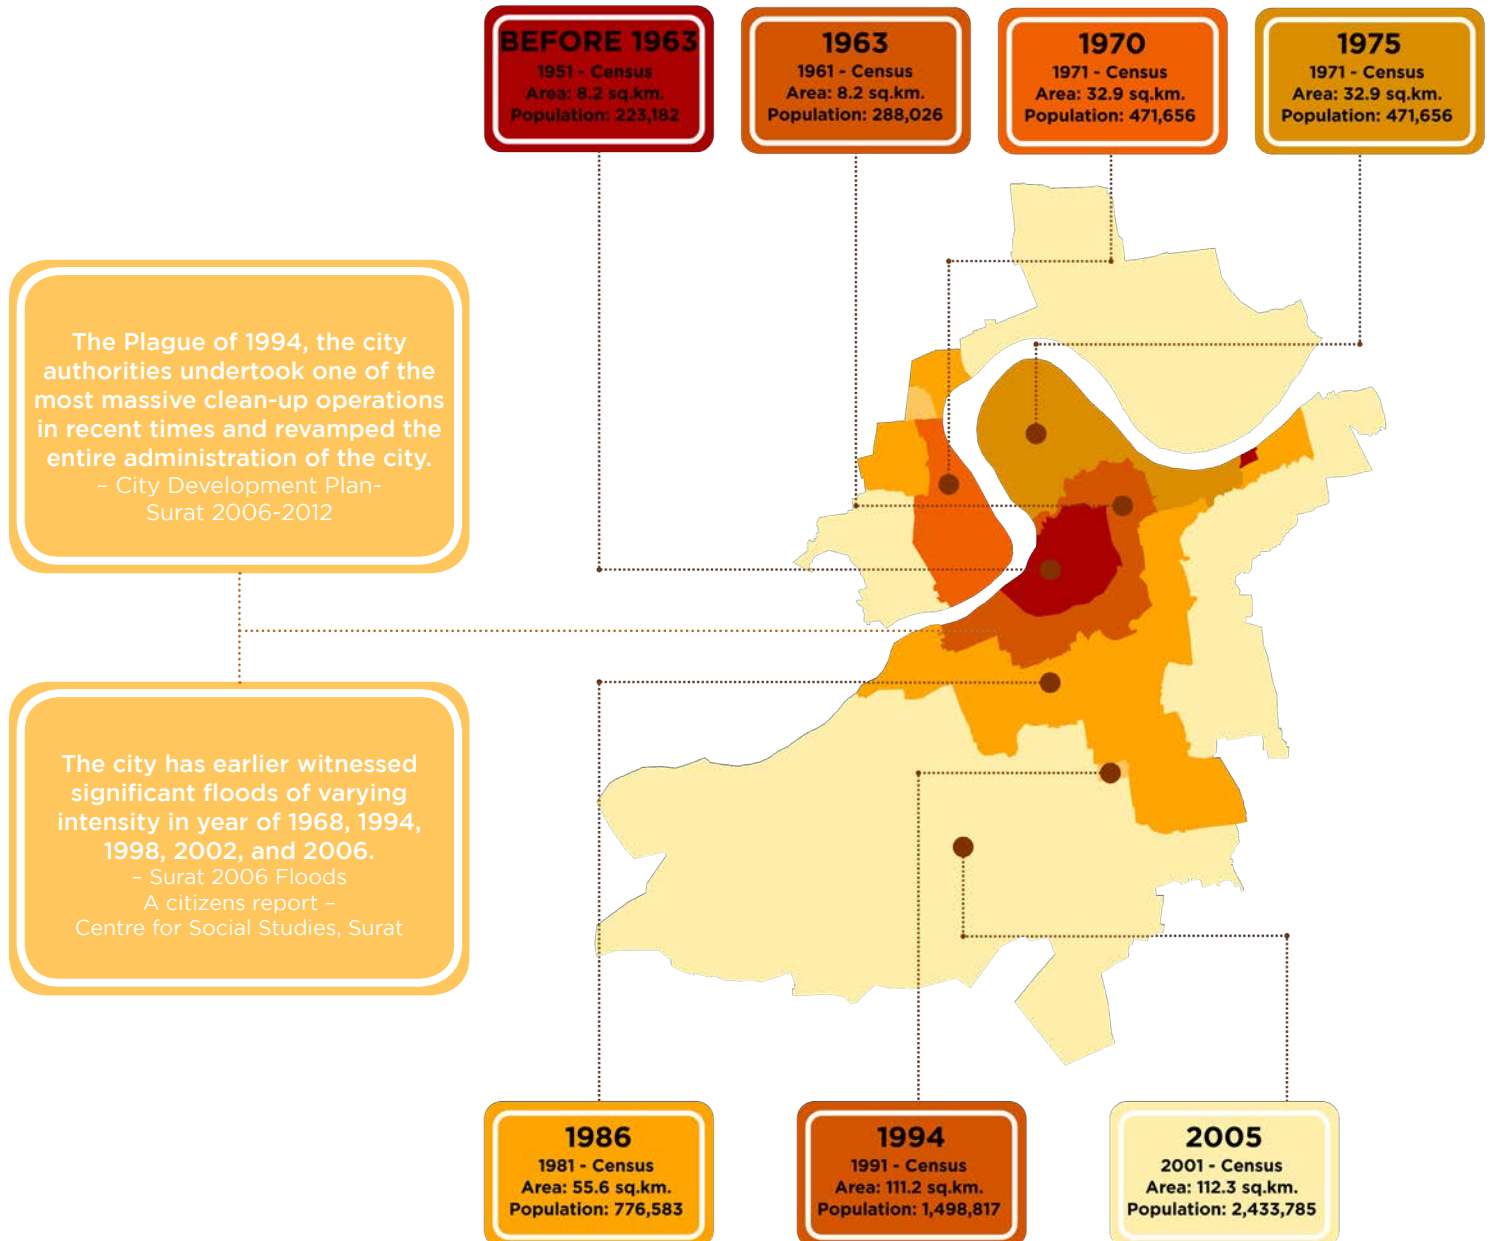 BEFORE 1963
1951 - Census
Area: 8.2 sq.km.
Population: 223,182
1963
1961 - Census
Area: 8.2 sq.km.
Population: 288,026
1970
1971 - Census
Area: 32.9 sq.km.
Population: 471,656
1975
1971 - Census
Area: 32.9 sq.km.
Population: 471,656
The Plague of 1994, the city
authorities undertook one of the
most massive clean-up operations
in recent times and revamped the
entire administration of the city.
– City Development Plan-
Surat 2006-2012
The city has earlier witnessed
significant floods of varying
intensity in year of 1968, 1994,
1998, 2002, and 2006.
– Surat 2006 Floods
A citizens report –
Centre for Social Studies, Surat
1986
1981 - Census
Area: 55.6 sq.km.
Population: 776,583
1994
1991 - Census
Area: 111.2 sq.km.
Population: 1,498,817
2005
2001 - Census
Area: 112.3 sq.km.
Population: 2,433,785